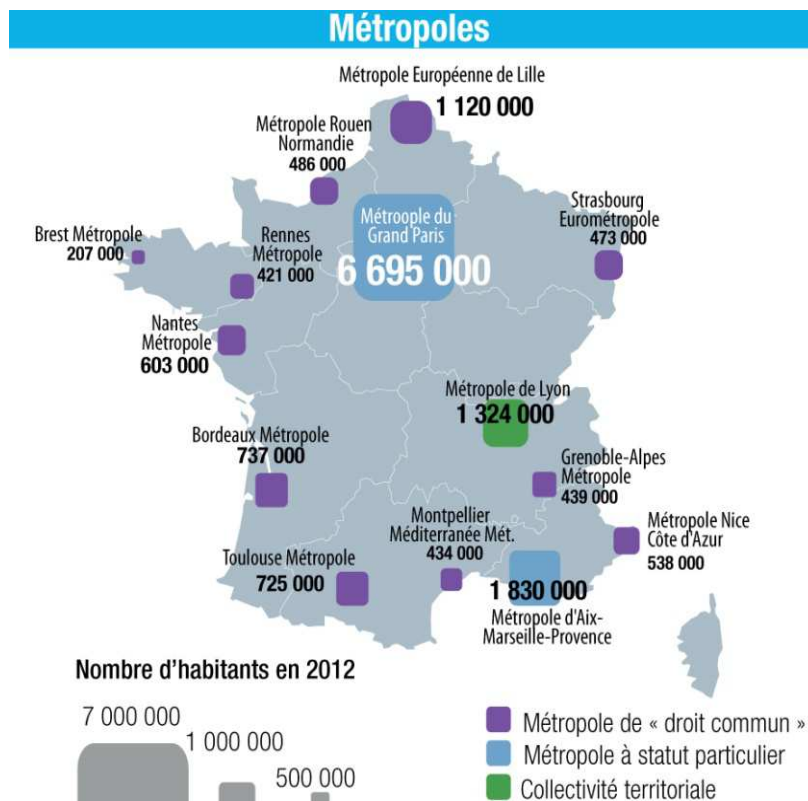 Métropoles
Métropole Européenne de Lille
1 120 000
Métropole Rouen
Normandie
486 000
Métroople du
Grand Paris
6 695 000
Strasbourg
Eurométropole
473 000
Brest Métropole
207 000
Rennes
Métropole
421 000
Nantes
Métropole
603 000
Métropole de Lyon
1 324 000
Bordeaux Métropole
737 000
Grenoble-Alpes
Métropole
439 000
Montpellier
Méditerranée Mét.
434 000
Métropole Nice
Côte d'Azur
538 000
Toulouse Métropole
725 000
1 830 000
Métropole d'Aix-
Marseille-Provence
Nombre d'habitants en 2012
7 000 000
1 000 000
500 000
Métropole de « droit commun »
Métropole à statut particulier
Collectivité territoriale